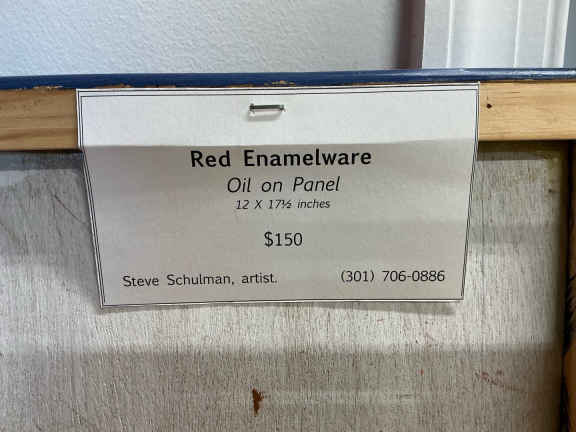 Red Enamelware
Oil on Panel
12 X 17½ inches
$150
Steve Schulman, artist. (301) 706-0886